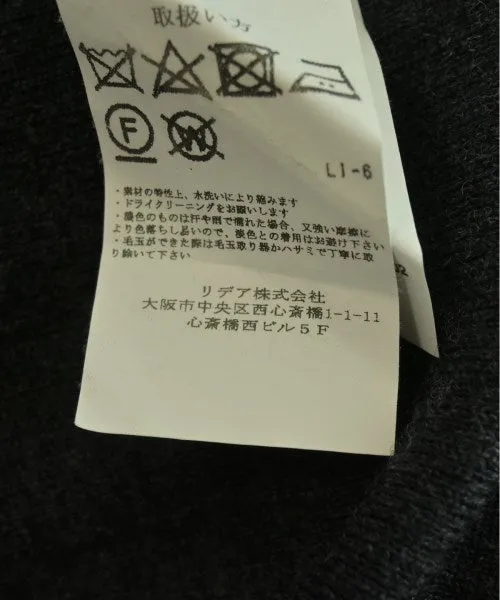 取扱い方
F
W
LI-6
・素材の特性上、水洗いにより縮みます
・ドライクリーニングをお願いします
・濃色のものは汗や雨で濡れた場合、又強い摩擦に
より色落ちし易いので、淡色との着用はお避け下さい
・毛玉ができた際は毛玉取り器かハサミで丁寧に取
り除いて下さい
リデア株式会社
大阪市中央区西心斎橋1-1-11
心斎橋西ビル5F